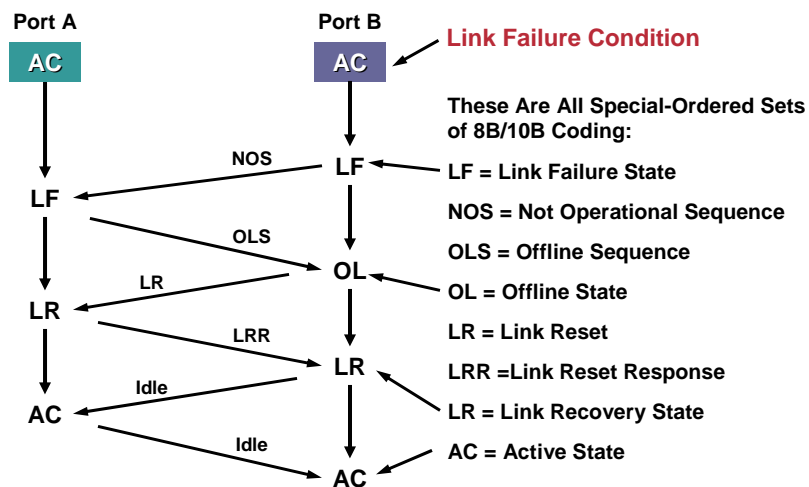 Port A
Port B
AC
AC
Link Failure Condition
These Are All Special-Ordered Sets
of 8B/10B Coding:
NOS
LF
LF = Link Failure State
LF
NOS = Not Operational Sequence
OLS
OLS = Offline Sequence
OL
LR
OL = Offline State
LR
LR = Link Reset
LRR
LR
LRR =Link Reset Response
Idle
LR = Link Recovery State
AC
Idle
AC = Active State
AC